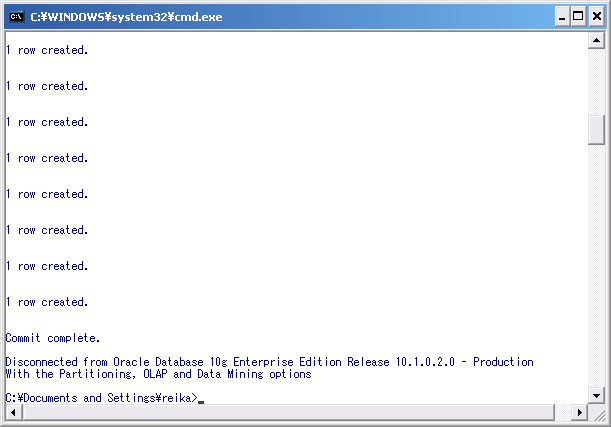 C:¥WINDOWS¥system32¥cmd.exe
1 row created.
1 row created.
1 row created.
1 row created.
1 row created.
1 row created.
1 row created.
1 row created.
Commit complete.
Disconnected from Oracle Database 10g Enterprise Edition Release 10.1.0.2.0 - Production
With the Partitioning, OLAP and Data Mining options
C:¥Documents and Settings¥reika>_